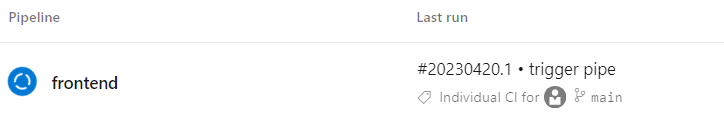 Pipeline Last run
frontend
#20230420.1 • trigger pipe
Individual CI for main